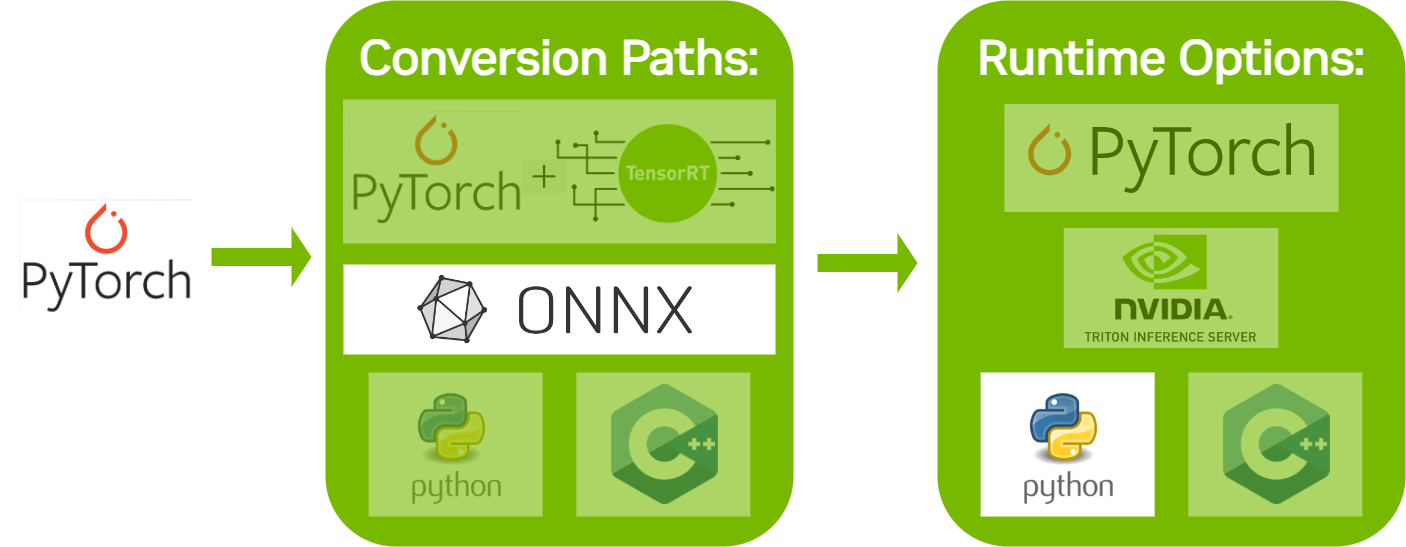 PyTorch
Conversion Paths:
PyTorch + TensorRT
ONNX
python
C++
Runtime Options:
PyTorch
NVIDIA.
TRITON INFERENCE SERVER
python
C++